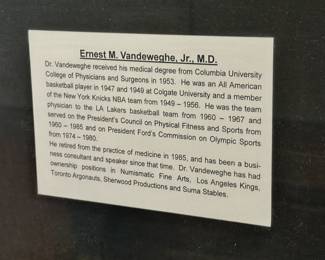 Ernest M. Vandeweghe, Jr., M.D.
Dr. Vandeweghe received his medical degree from Columbia University
College of Physicians and Surgeons in 1953. He was an All American
basketball player in 1947 and 1949 at Colgate University and a member
of the New York Knicks NBA team from 1949 – 1956. He was the team
physician to the LA Lakers basketball team from 1960 – 1967 and
served on the President's Council on Physical Fitness and Sports from
1960 – 1985 and on President Ford's Commission on Olympic Sports
from 1974 – 1980.
He retired from the practice of medicine in 1985, and has been a busi-
ness consultant and speaker since that time. Dr. Vandeweghe has had
ownership positions in Numismatic Fine Arts, Los Angeles Kings,
Toronto Argonauts, Sherwood Productions and Suma Stables.